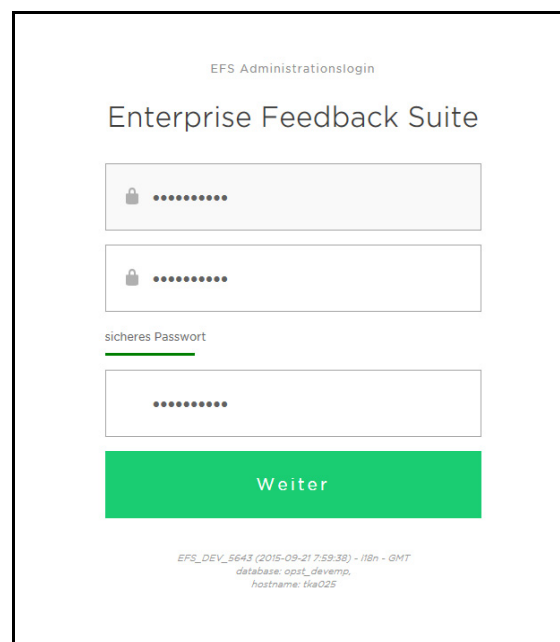 EFS Administrationslogin
Enterprise Feedback Suite
••••••••••
••••••••••
sicheres Passwort
••••••••••
Weiter
EFS_DEV_5643 (2015-09-21 7:59:38) - i18n - GMT
database: opst_devemp,
hostname: tka025